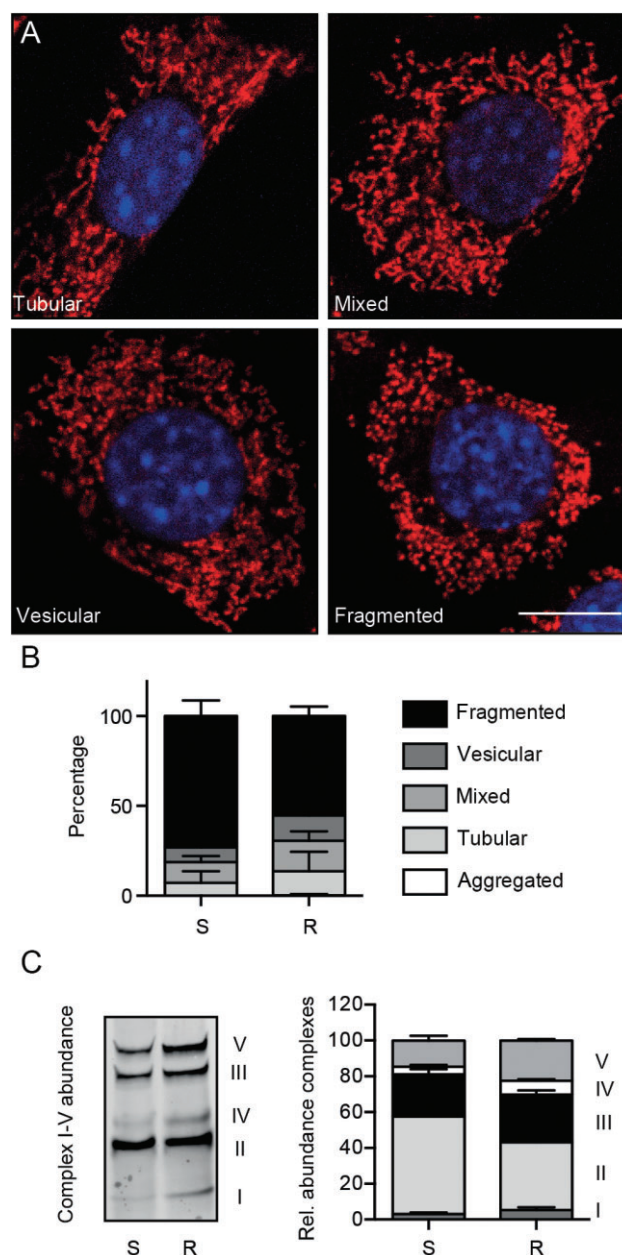 A
Tubular
Mixed
Vesicular
Fragmented
B
Percentage
100
50
0
S
R
Fragmented
Vesicular
Mixed
Tubular
Aggregated
C
Complex I-V abundance
V
III
IV
II
I
S
R
Rel. abundance complexes
120
100
80
60
40
20
0
V
IV
III
II
I
S
R